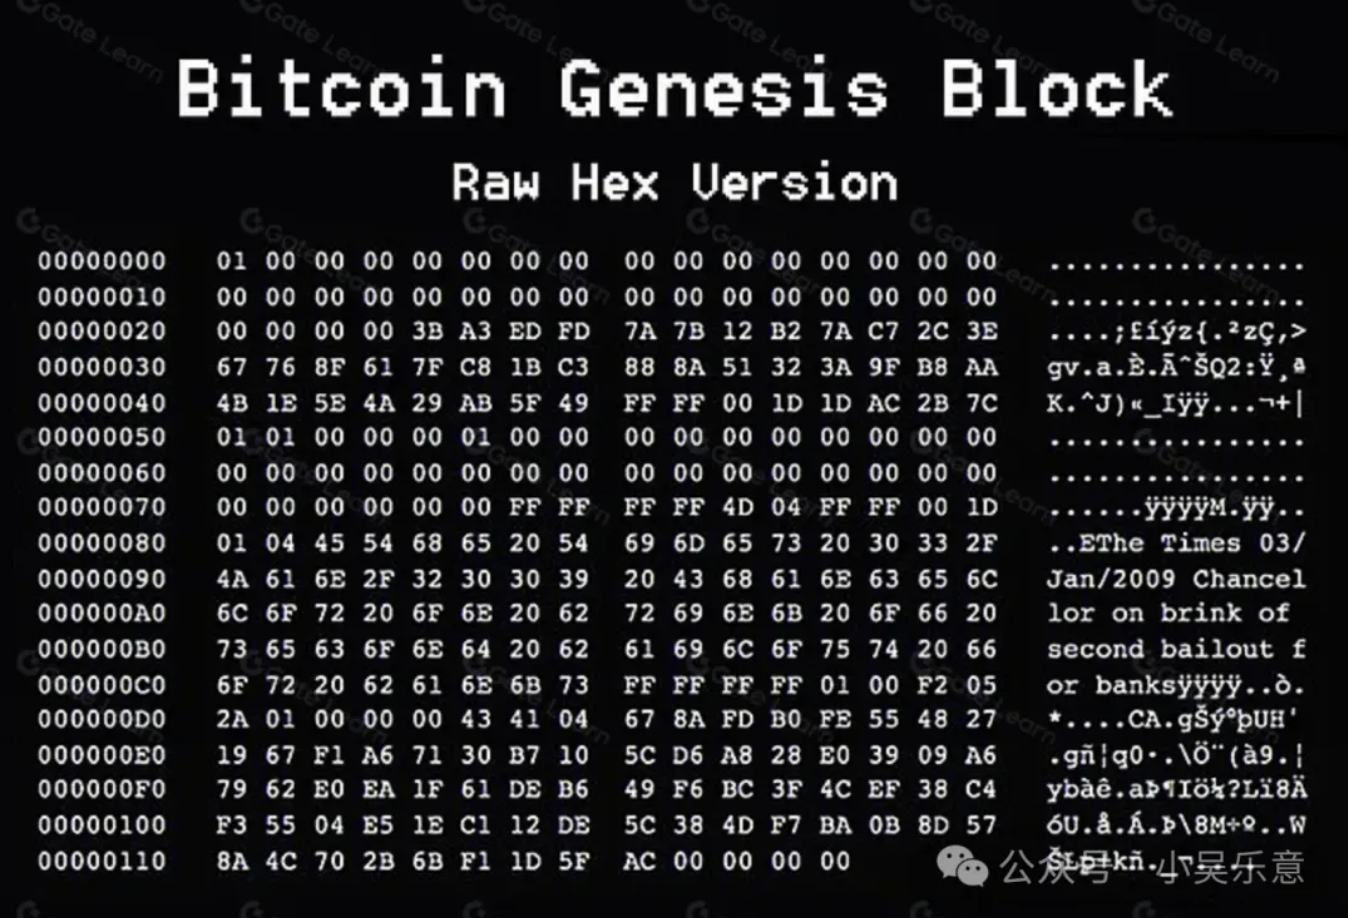 Bitcoin Genesis Block
Raw Hex Version
00000000 01 00 00 00 00 00 00 00 00 00 00 00 00 00 00 00 ................
00000010 00 00 00 00 00 00 00 00 00 00 00 00 00 00 00 00 ................
00000020 00 00 00 00 3B A3 ED FD 7A 7B 12 B2 7A C7 2C 3E ....;£íýz{.²zÇ,>
00000030 67 76 8F 61 7F C8 1B C3 88 8A 51 32 3A 9F B8 AA gv.a.È.ÃˆŠQ2:Ÿ¸ª
00000040 4B 1E 5E 4A 29 AB 5F 49 FF FF 00 1D 1D AC 2B 7C K.^J)«_Iÿÿ...¬+|
00000050 01 01 00 00 00 01 00 00 00 00 00 00 00 00 00 00 ................
00000060 00 00 00 00 00 00 00 00 00 00 00 00 00 00 00 00 ................
00000070 00 00 00 00 00 00 FF FF FF FF 4D 04 FF FF 00 1D ......ÿÿÿÿM.ÿÿ..
00000080 01 04 45 54 68 65 20 54 69 6D 65 73 20 30 33 2F ..EThe Times 03/
00000090 4A 61 6E 2F 32 30 30 39 20 43 68 61 6E 63 65 6C Jan/2009 Chancel
000000A0 6C 6F 72 20 6F 6E 20 62 72 69 6E 6B 20 6F 66 20 lor on brink of
000000B0 73 65 63 6F 6E 64 20 62 61 69 6C 6F 75 74 20 66 second bailout f
000000C0 6F 72 20 62 61 6E 6B 73 FF FF FF FF 01 00 F2 05 or banksÿÿÿÿ..ò.
000000D0 2A 01 00 00 00 43 41 04 67 8A FD B0 FE 55 48 27 *....CA.gŠý°þUH'
000000E0 19 67 F1 A6 71 30 B7 10 5C D6 A8 28 E0 39 09 A6 .gñ¦q0·.\Ö¨(à9.¦
000000F0 79 62 E0 EA 1F 61 DE B6 49 F6 BC 3F 4C EF 38 C4 ybàê.aÞ¶Iö¼?Lï8Ä
00000100 F3 55 04 E5 1E C1 12 DE 5C 38 4D F7 BA 0B 8D 57 óU.å.Á.Þ\8M÷º..W
00000110 8A 4C 70 2B 6B F1 1D 5F AC 00 00 00 00 ŠLp+kñ._¬....
公众号 · 小吴乐意
Gate Learn